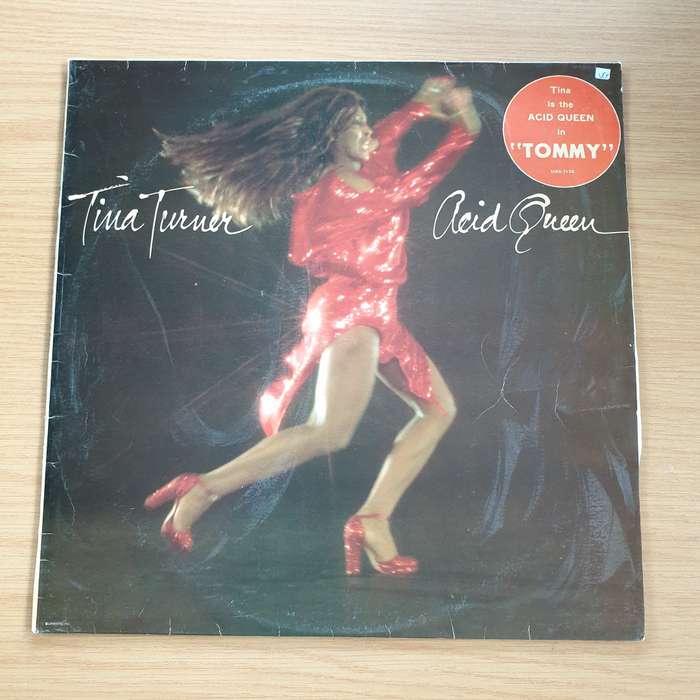 Tina
is the
ACID QUEEN
in
"TOMMY"
Tina Turner
Acid Queen